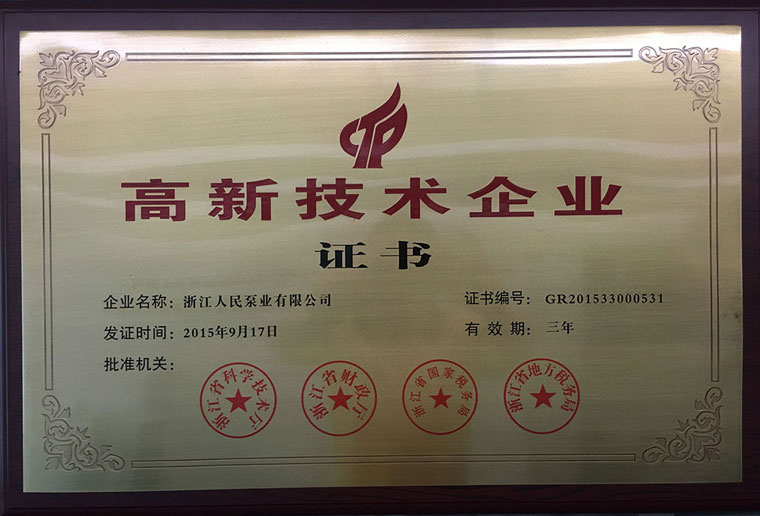 高新技术企业
证书
企业名称：浙江人民泵业有限公司
证书编号：GR201533000531
发证时间：2015年9月17日
有效期：三年
批准机关：
浙江省科学技术厅
浙江省财政厅
浙江省国家税务局
浙江省地方税务局